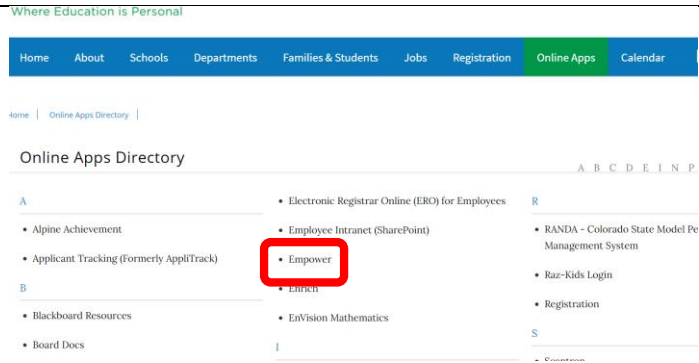 Where Education is Personal
Home About Schools Departments Families & Students Jobs Registration Online Apps Calendar
Home | Online Apps Directory |
Online Apps Directory
A B C D E I N P
A
• Alpine Achievement
• Applicant Tracking (Formerly AppliTrack)
B
• Blackboard Resources
• Board Docs
• Electronic Registrar Online (ERO) for Employees
• Employee Intranet (SharePoint)
• Empower
• Enrich
• EnVision Mathematics
I
R
• RANDA - Colorado State Model Pe
Management System
• Raz-Kids Login
• Registration
S